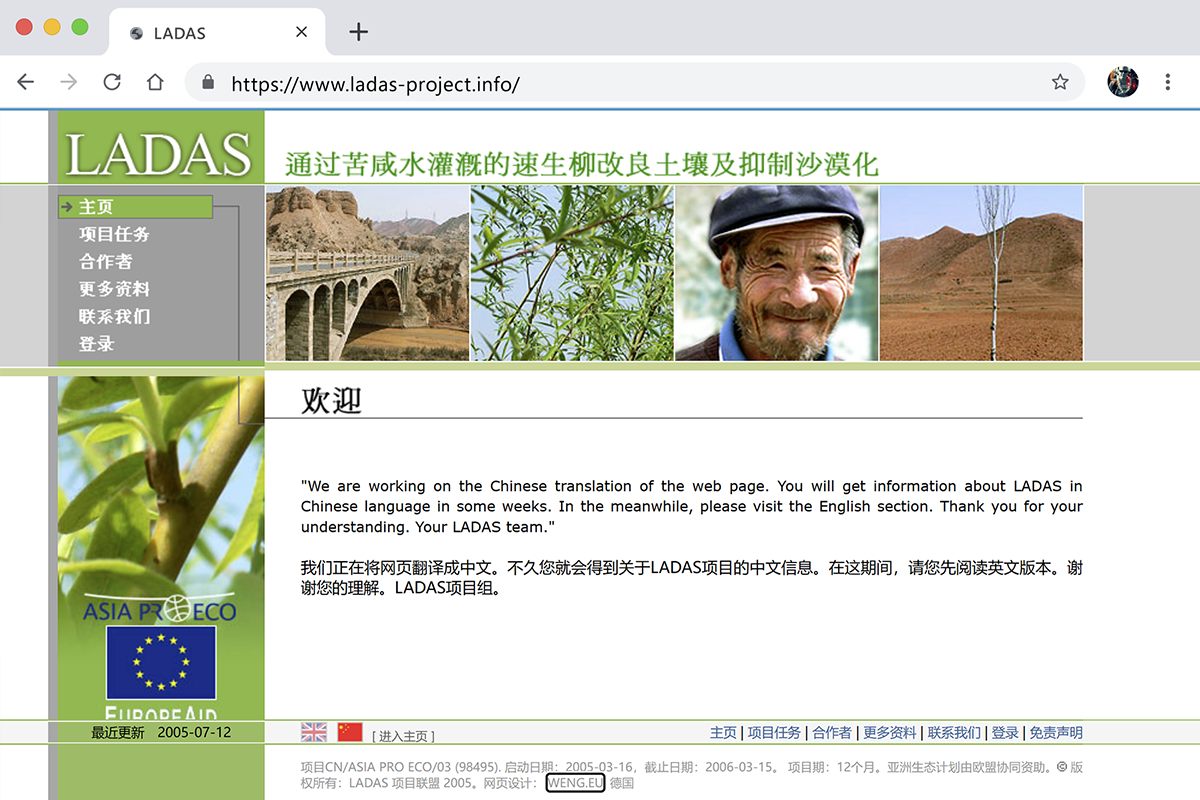 LADAS
https://www.ladas-project.info/
LADAS
通过苦咸水灌溉的速生柳改良土壤及抑制沙漠化
主页
项目任务
合作者
更多资料
联系我们
登录
欢迎
"We are working on the Chinese translation of the web page. You will get information about LADAS in
Chinese language in some weeks. In the meanwhile, please visit the English section. Thank you for your
understanding. Your LADAS team."
我们正在将网页翻译成中文。不久您就会得到关于LADAS项目的中文信息。在这期间，请您先阅读英文版本。谢
谢您的理解。LADAS项目组。
ASIA PRO ECO
EUROPEAID
最近更新 2005-07-12
[ 进入主页 ]
主页 | 项目任务 | 合作者 | 更多资料 | 联系我们 | 登录 | 免责声明
项目CN/ASIA PRO ECO/03 (98495). 启动日期：2005-03-16，截止日期：2006-03-15。 项目期：12个月。亚洲生态计划由欧盟协同资助。© 版
权所有：LADAS 项目联盟 2005。网页设计： WENG.EU 德国